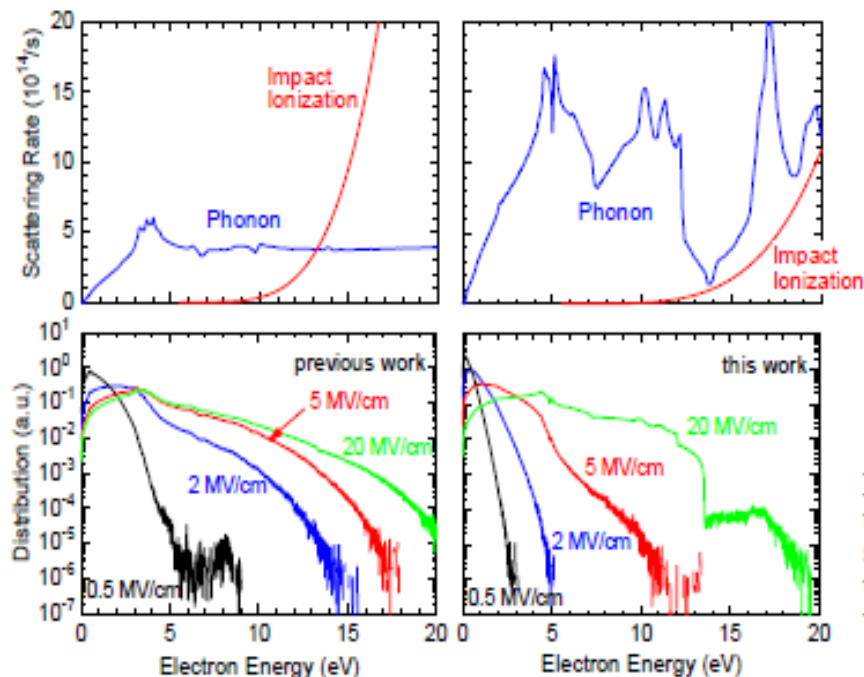 20
15
10
5
0
Scattering Rate (10¹⁴/s)
Impact
Ionization
Phonon
Phonon
Impact
Ionization
10¹
10⁰
10⁻¹
10⁻²
10⁻³
10⁻⁴
10⁻⁵
10⁻⁶
10⁻⁷
Distribution (a.u.)
previous work
5 MV/cm
20 MV/cm
2 MV/cm
0.5 MV/cm
0 5 10 15 20
Electron Energy (eV)
this work
20 MV/cm
5 MV/cm
2 MV/cm
0.5 MV/cm
0 5 10 15 20
Electron Energy (eV)